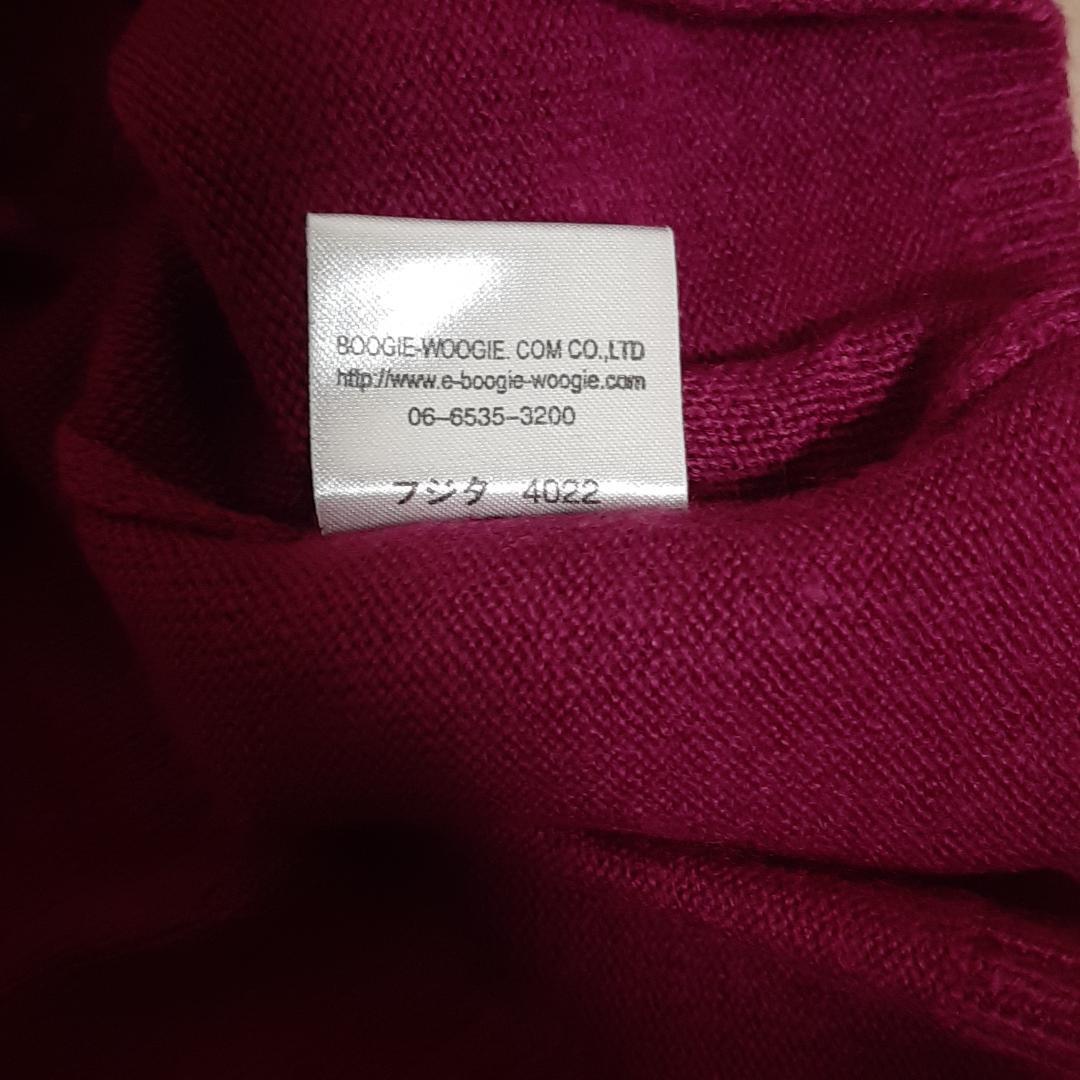 BOOGIE-WOOGIE. COM CO.,LTD
http://www.e-boogie-woogie.com
06-6535-3200
フジタ 4022